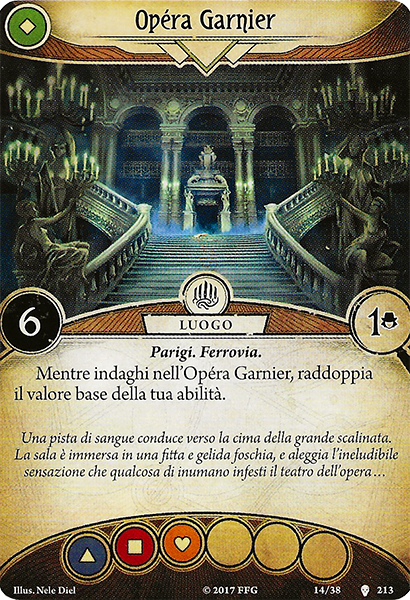 Opéra Garnier
6
LUOGO
1
Parigi. Ferrovia.
Mentre indaghi nell'Opéra Garnier, raddoppia
il valore base della tua abilità.
Una pista di sangue conduce verso la cima della grande scalinata.
La sala è immersa in una fitta e gelida foschia, e aleggia l'ineludibile
sensazione che qualcosa di inumano infesti il teatro dell'opera…
Illus. Nele Diel
© 2017 FFG
14/38
213